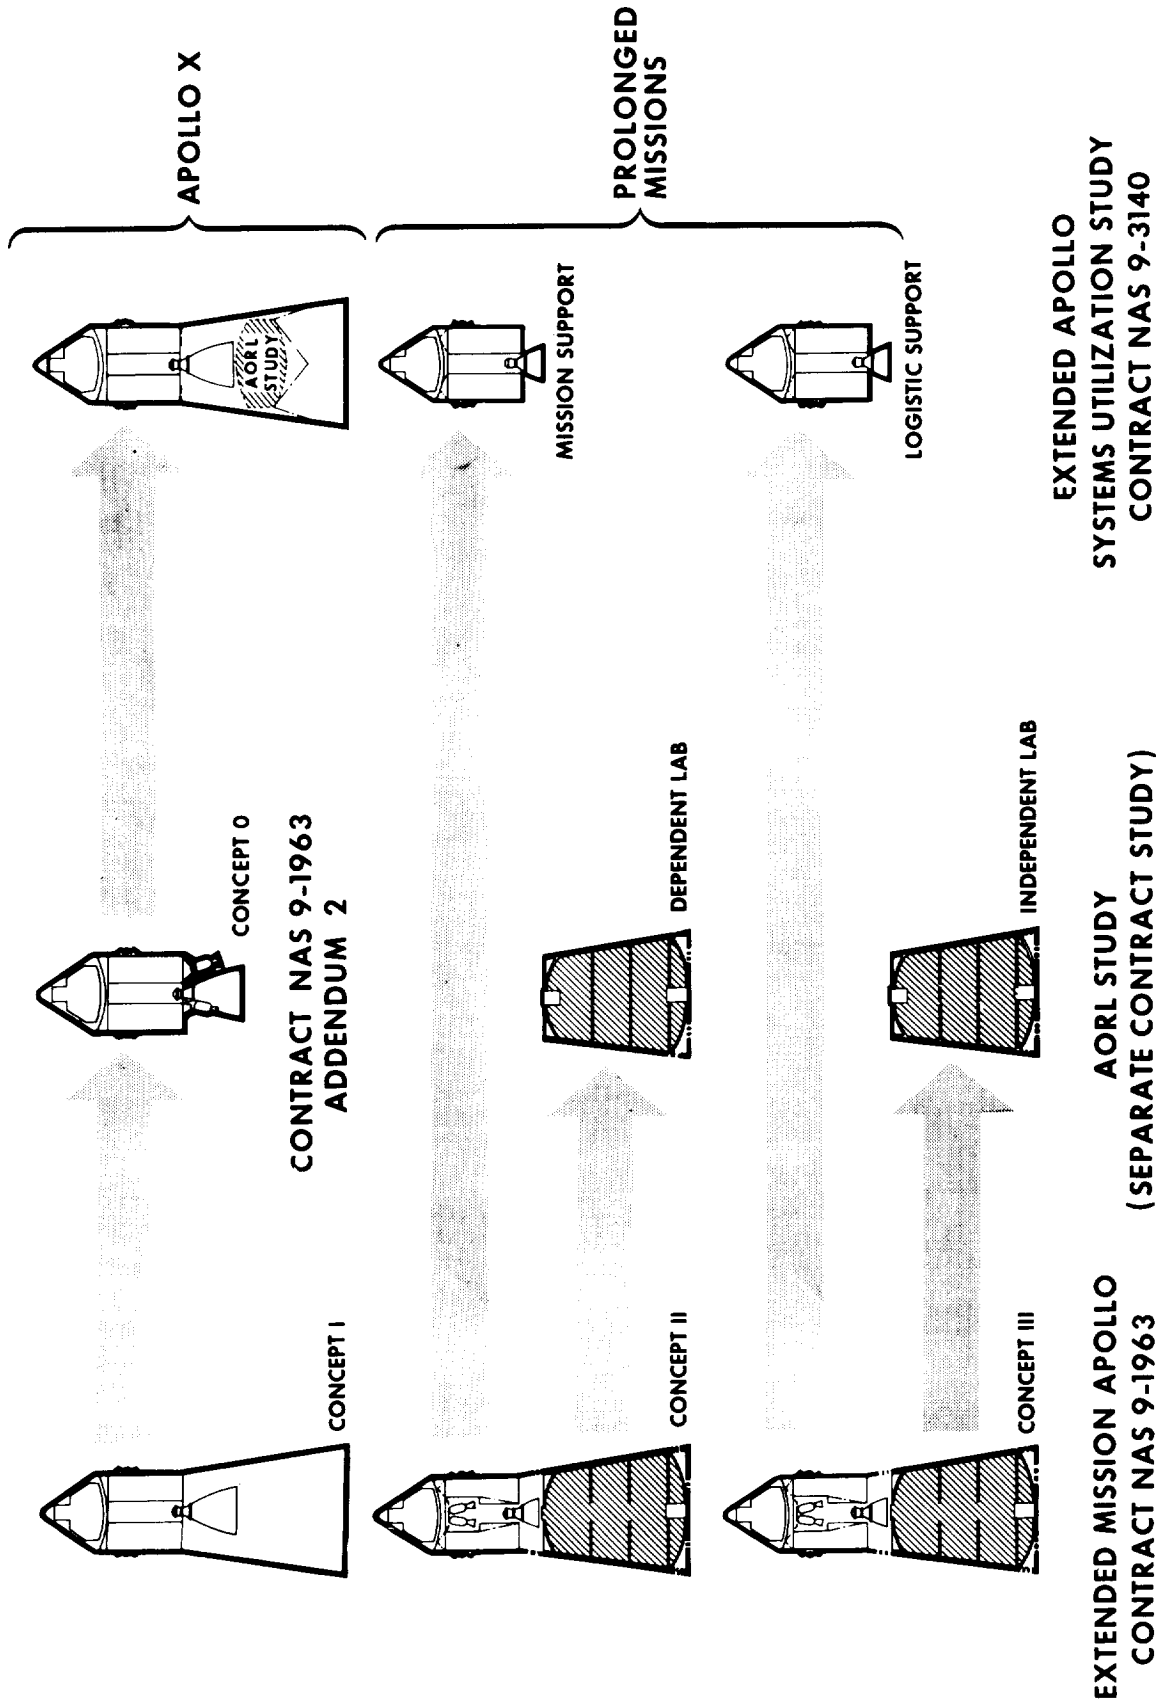 CONCEPT I
CONCEPT 0
CONTRACT NAS 9-1963
ADDENDUM 2
AORL
STUDY
APOLLO X
CONCEPT II
DEPENDENT LAB
MISSION SUPPORT
PROLONGED
MISSIONS
CONCEPT III
INDEPENDENT LAB
LOGISTIC SUPPORT
EXTENDED MISSION APOLLO
CONTRACT NAS 9-1963
AORL STUDY
(SEPARATE CONTRACT STUDY)
EXTENDED APOLLO
SYSTEMS UTILIZATION STUDY
CONTRACT NAS 9-3140